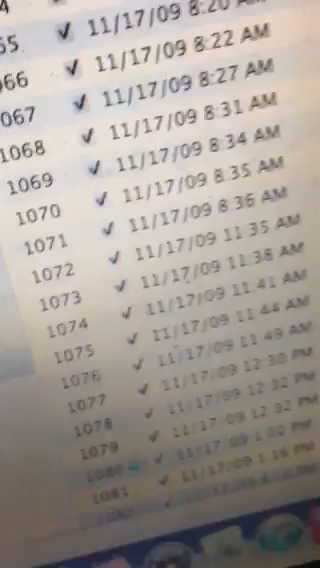 4
65 ✓ 11/17/09 8:20 AM
066 ✓ 11/17/09 8:22 AM
067 ✓ 11/17/09 8:27 AM
1068 ✓ 11/17/09 8:31 AM
1069 ✓ 11/17/09 8:34 AM
1070 ✓ 11/17/09 8:35 AM
1071 ✓ 11/17/09 8:36 AM
1072 ✓ 11/17/09 11:35 AM
1073 ✓ 11/17/09 11:38 AM
1074 ✓ 11/17/09 11:41 AM
1075 ✓ 11/17/09 11:44 AM
1076 ✓ 11/17/09 11:49 AM
1077 ✓ 11/17/09 12:30 PM
1078 ✓ 11/17/09 12:32 PM
1079 ✓ 11/17/09 12:32 PM
1080 ✓ 11/17/09 1:02 PM
1081 ✓ 11/17/09 1:16 PM